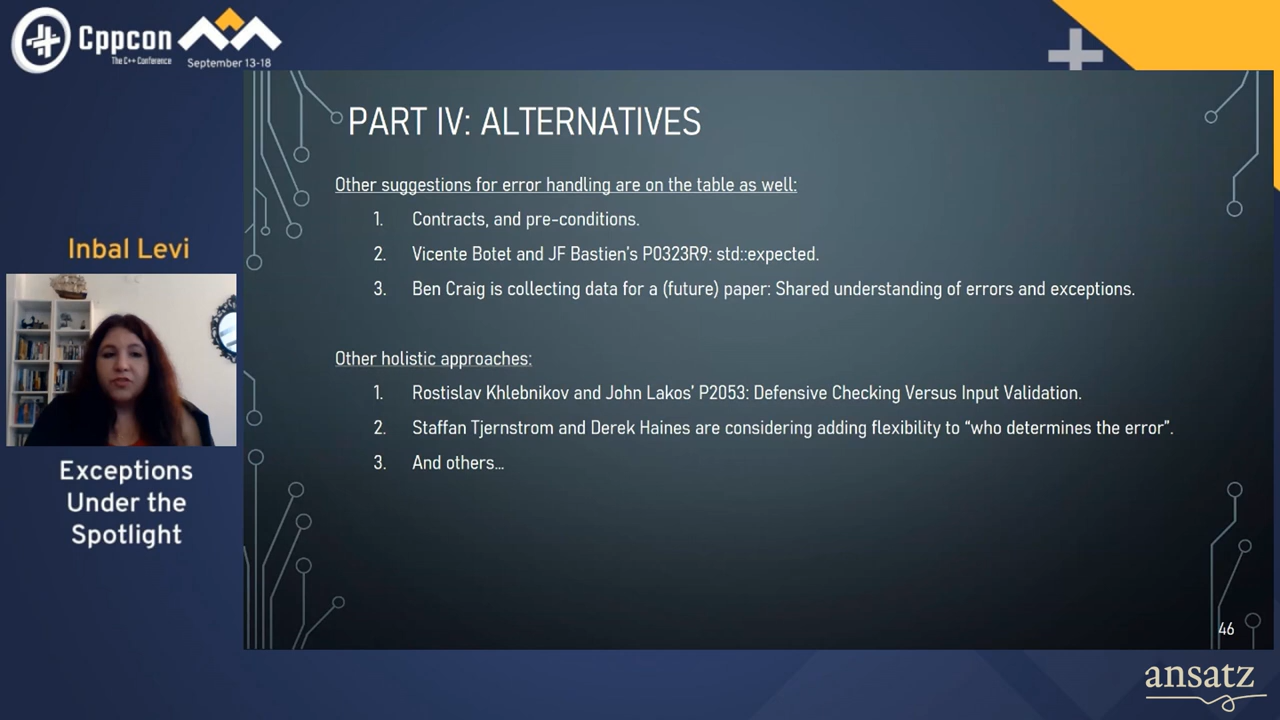 Cppcon
The C++ Conference
September 13-18
PART IV: ALTERNATIVES
Other suggestions for error handling are on the table as well:
1. Contracts, and pre-conditions.
2. Vicente Botet and JF Bastien's P0323R9: std::expected.
3. Ben Craig is collecting data for a (future) paper: Shared understanding of errors and exceptions.
Other holistic approaches:
1. Rostislav Khlebnikov and John Lakos' P2053: Defensive Checking Versus Input Validation.
2. Staffan Tjernstrom and Derek Haines are considering adding flexibility to "who determines the error".
3. And others...
46
Inbal Levi
Exceptions
Under the
Spotlight
ansatz